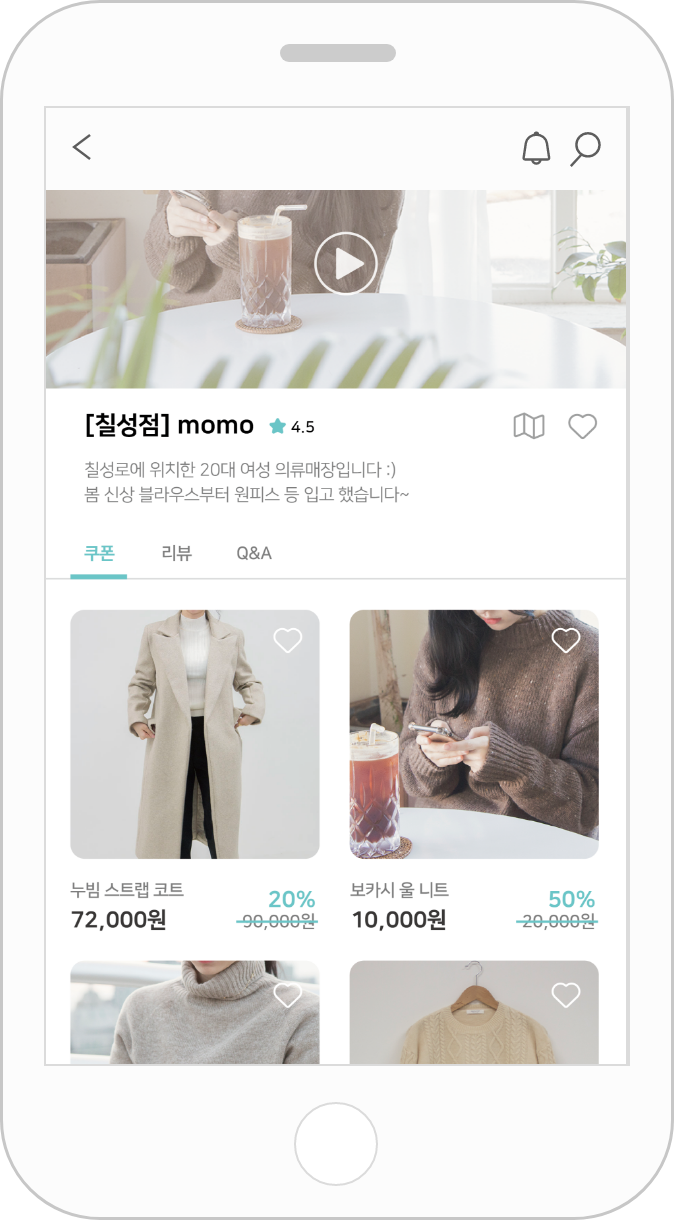 [칠성점] momo 4.5
칠성로에 위치한 20대 여성 의류매장입니다 :)
봄 신상 블라우스부터 원피스 등 입고 했습니다~
쿠폰 리뷰 Q&A
누빔 스트랩 코트
20%
72,000원 90,000원
보카시 울 니트
50%
10,000원 20,000원